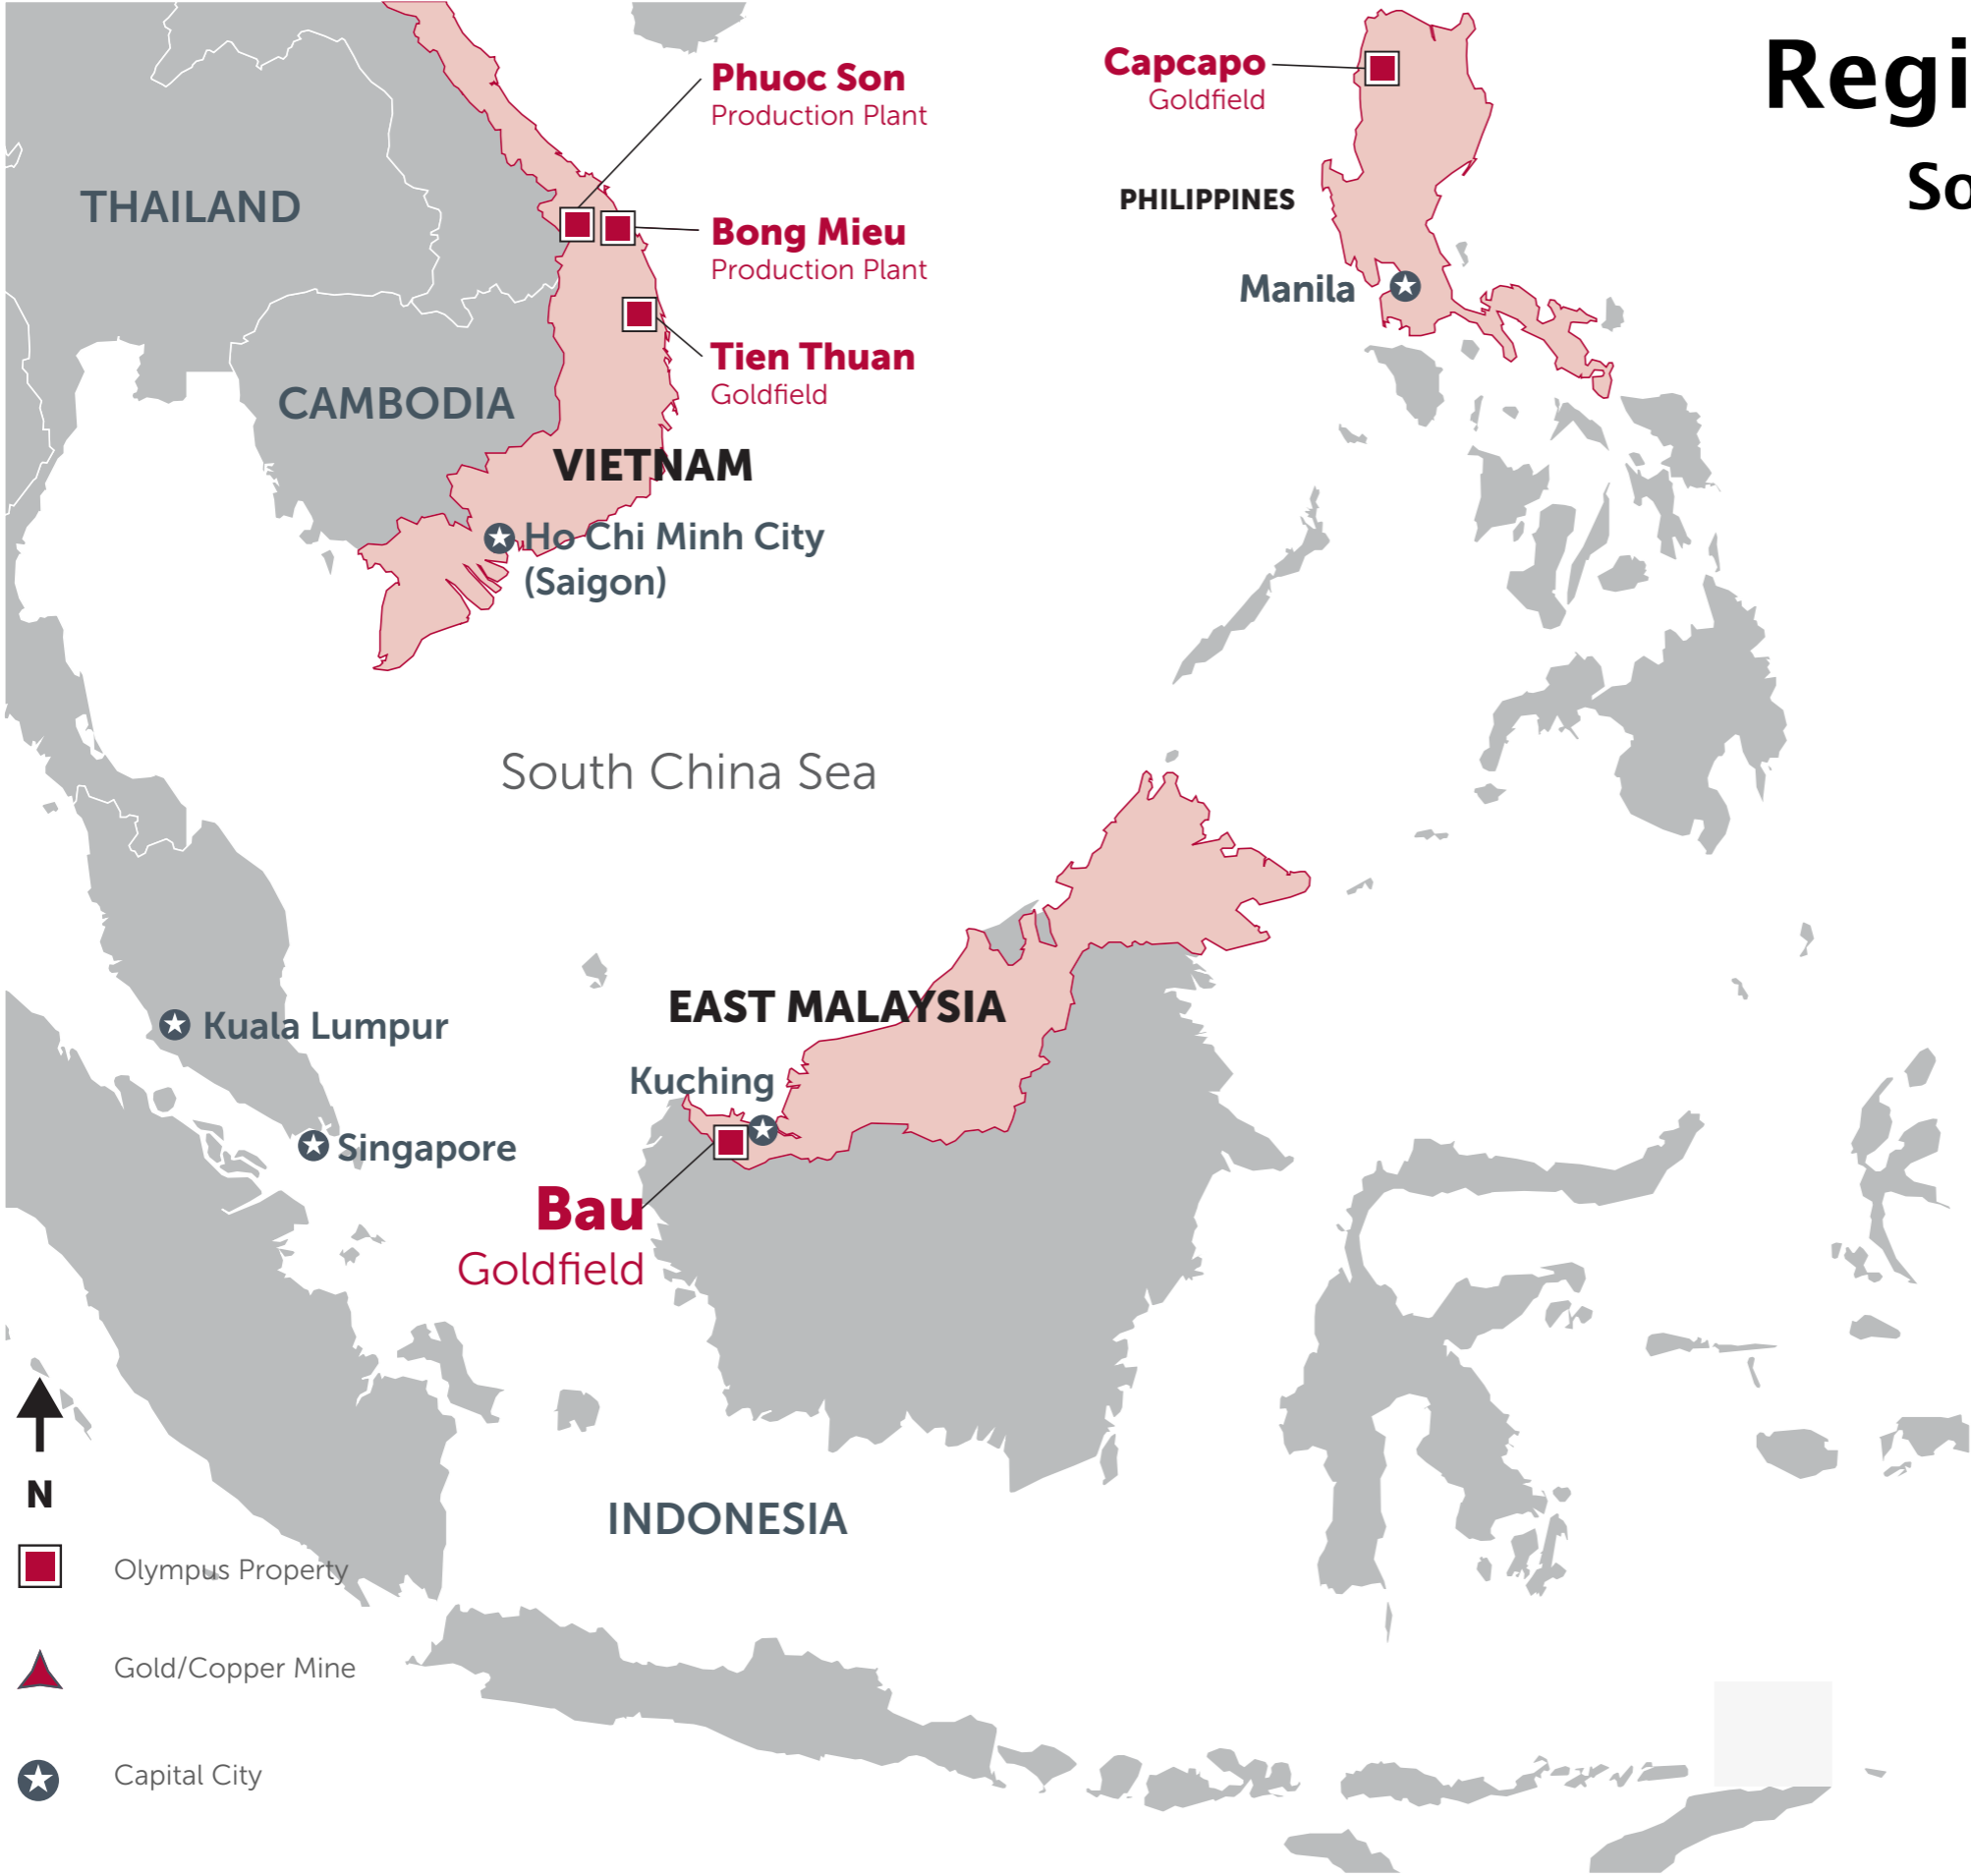 Regi
So
Phuoc Son
Production Plant
Capcapo
Goldfield
THAILAND
PHILIPPINES
Bong Mieu
Production Plant
Manila
Tien Thuan
Goldfield
CAMBODIA
VIETNAM
Ho Chi Minh City
(Saigon)
South China Sea
EAST MALAYSIA
Kuala Lumpur
Kuching
Singapore
Bau
Goldfield
N
INDONESIA
Olympus Property
Gold/Copper Mine
Capital City